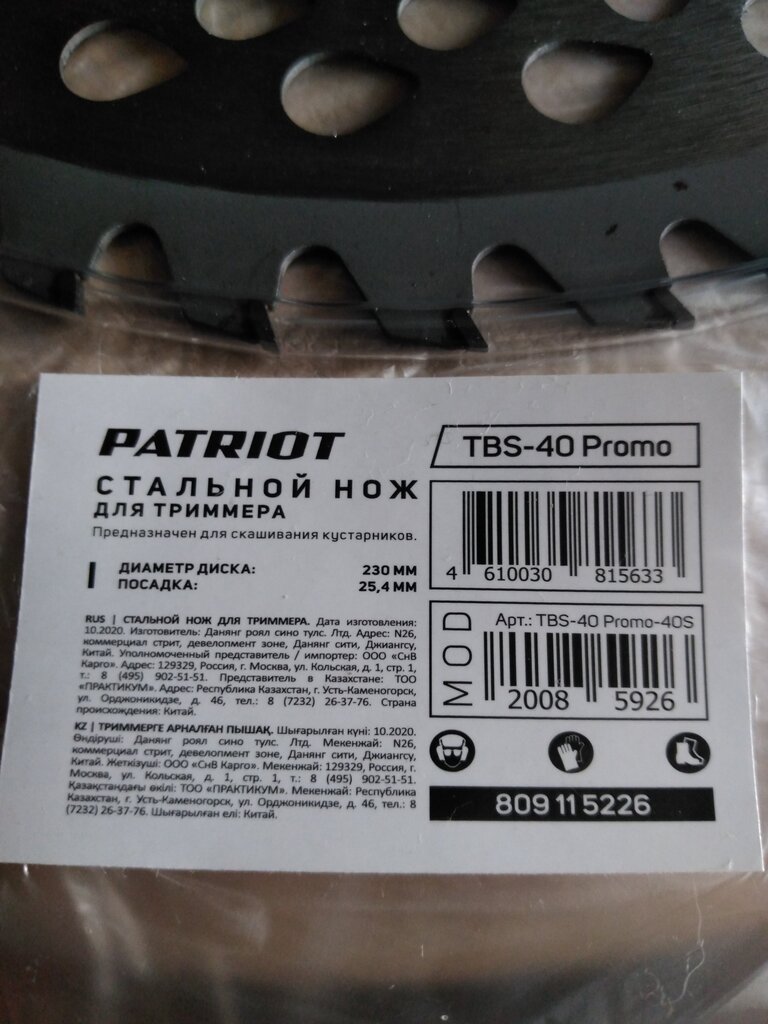 PATRIOT
TBS-40 Promo
СТАЛЬНОЙ НОЖ
ДЛЯ ТРИММЕРА
Предназначен для скашивания кустарников.
ДИАМЕТР ДИСКА: 230 ММ
ПОСАДКА: 25,4 ММ
4 610030 815633
RUS | СТАЛЬНОЙ НОЖ ДЛЯ ТРИММЕРА. Дата изготовления:
10.2020. Изготовитель: Данянг роял сино тулс. Лтд. Адрес: N26,
коммерциал стрит, девелопмент зоне, Данянг сити, Джиангсу,
Китай. Уполномоченный представитель / импортер: ООО «СнВ
Карго». Адрес: 129329, Россия, г. Москва, ул. Кольская, д. 1, стр. 1,
т.: 8 (495) 902-51-51. Представитель в Казахстане: ТОО
«ПРАКТИКУМ». Адрес: Республика Казахстан, г. Усть-Каменогорск,
ул. Орджоникидзе, д. 46, тел.: 8 (7232) 26-37-76. Страна
происхождения: Китай.
KZ | ТРИММЕРГЕ АРНАЛҒАН ПЫШАҚ. Шығарылған күні: 10.2020.
Өндіруші: Данянг роял сино тулс. Лтд. Мекенжай: N26,
коммерциал стрит, девелопмент зоне, Данянг сити, Джиангсу,
Китай. Жеткізуші: ООО «СнВ Карго». Мекенжай: 129329, Россия, г.
Москва, ул. Кольская, д. 1, стр. 1, т.: 8 (495) 902-51-51.
Қазақстандағы өкілі: ТОО «ПРАКТИКУМ». Мекенжай: Республика
Казахстан, г. Усть-Каменогорск, ул. Орджоникидзе, д. 46, тел.: 8
(7232) 26-37-76. Шығарылған елі: Китай.
MOD
Арт.: TBS-40 Promo-40S
2008 5926
809 11 5226